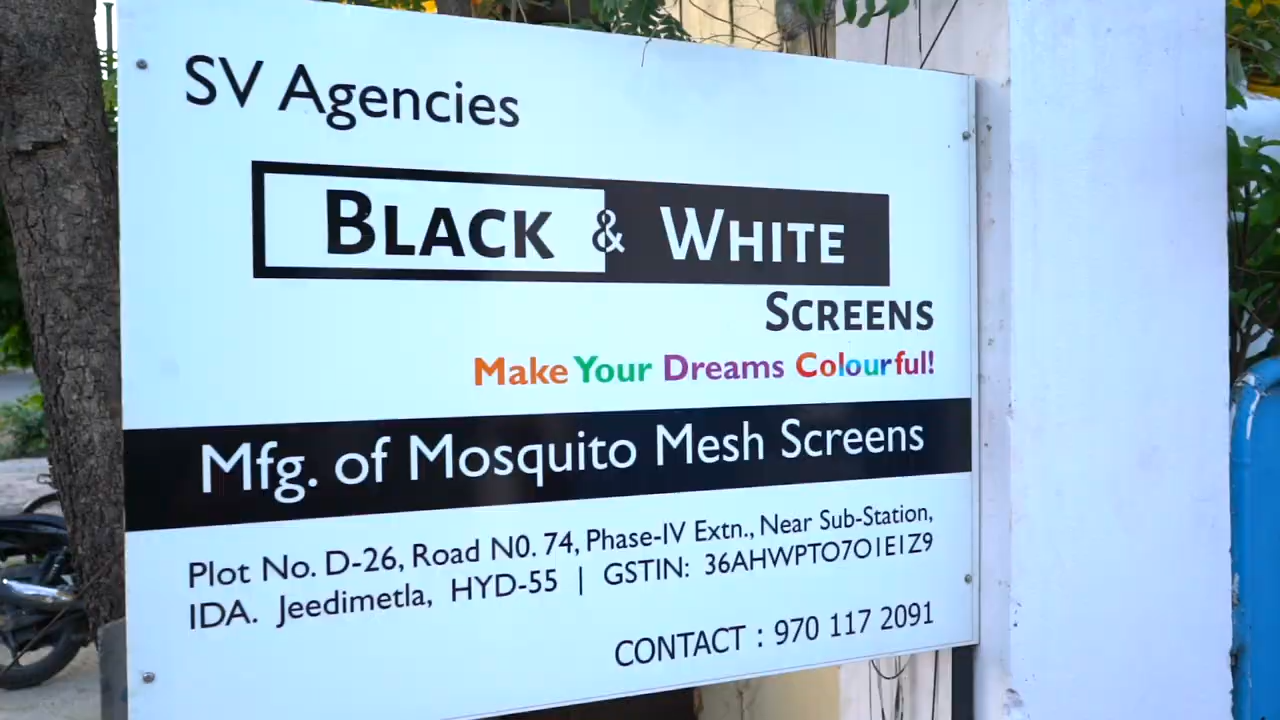 SV Agencies
BLACK & WHITE
SCREENS
Make Your Dreams Colourful!
Mfg. of Mosquito Mesh Screens
Plot No. D-26, Road N0. 74, Phase-IV Extn., Near Sub-Station,
IDA. Jeedimetla, HYD-55 | GSTIN: 36AHWPTO7O1E1Z9
CONTACT : 970 117 2091